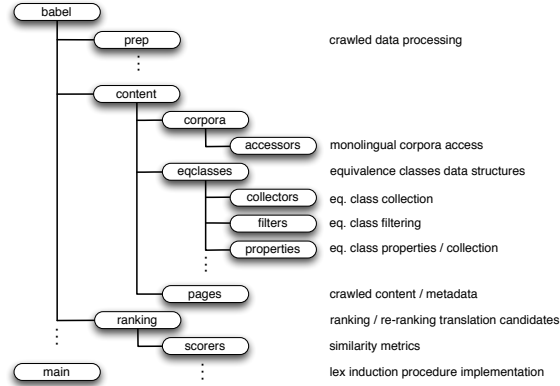 babel
prep crawled data processing
content
corpora
accessors monolingual corpora access
eqclasses equivalence classes data structures
collectors eq. class collection
filters eq. class filtering
properties eq. class properties / collection
pages crawled content / metadata
ranking ranking / re-ranking translation candidates
scorers similarity metrics
main lex induction procedure implementation